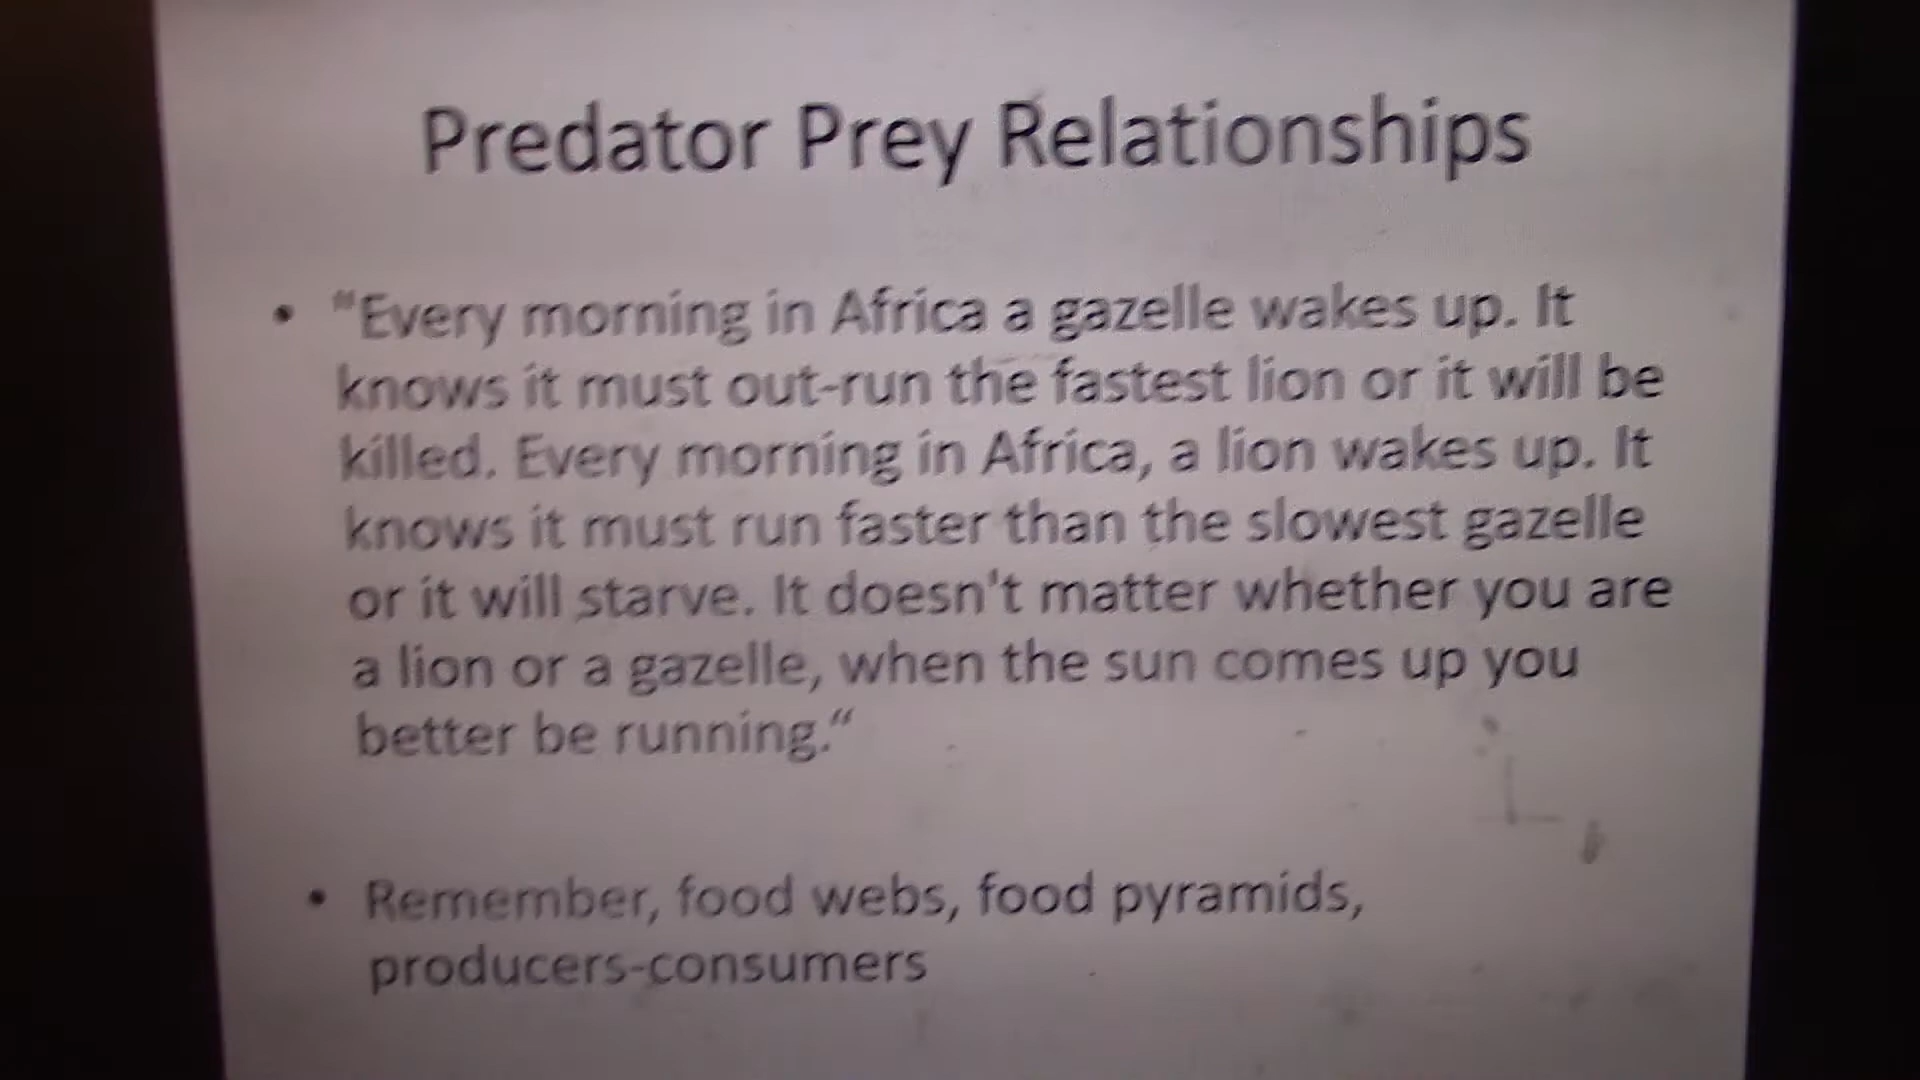 Predator Prey Relationships
• "Every morning in Africa a gazelle wakes up. It
knows it must out-run the fastest lion or it will be
killed. Every morning in Africa, a lion wakes up. It
knows it must run faster than the slowest gazelle
or it will starve. It doesn't matter whether you are
a lion or a gazelle, when the sun comes up you
better be running."
• Remember, food webs, food pyramids,
producers-consumers